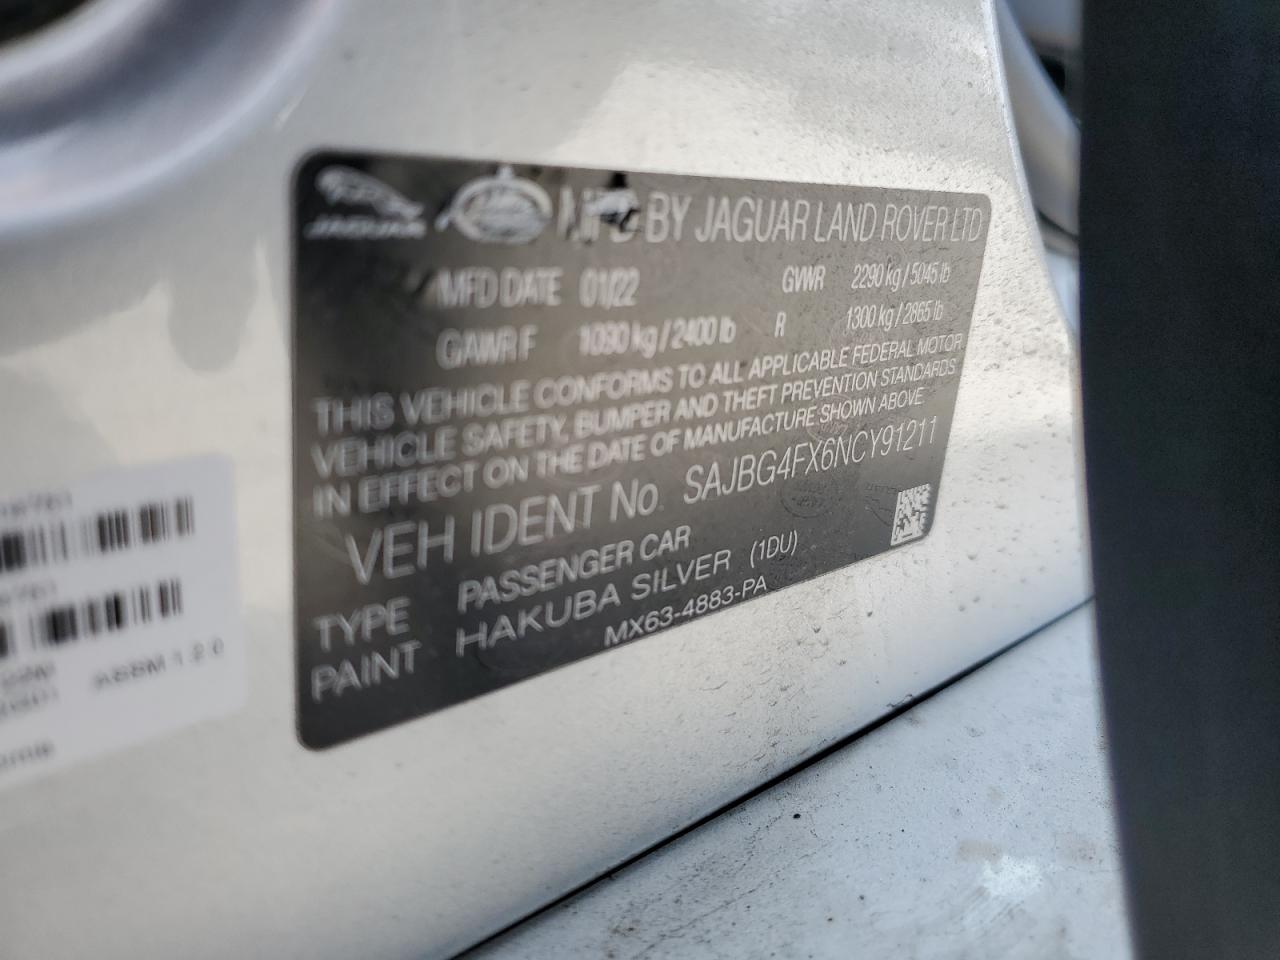 JAGUAR MFD BY JAGUAR LAND ROVER LTD
MFD DATE 01/22 GVWR 2290 kg / 5045 lb
GAWR F 1090 kg / 2400 lb R 1300 kg / 2865 lb
THIS VEHICLE CONFORMS TO ALL APPLICABLE FEDERAL MOTOR
VEHICLE SAFETY, BUMPER AND THEFT PREVENTION STANDARDS
IN EFFECT ON THE DATE OF MANUFACTURE SHOWN ABOVE
VEH IDENT No. SAJBG4FX6NCY91211
TYPE PASSENGER CAR
PAINT HAKUBA SILVER (1DU)
MX63-4883-PA
ASSM 1 2 0